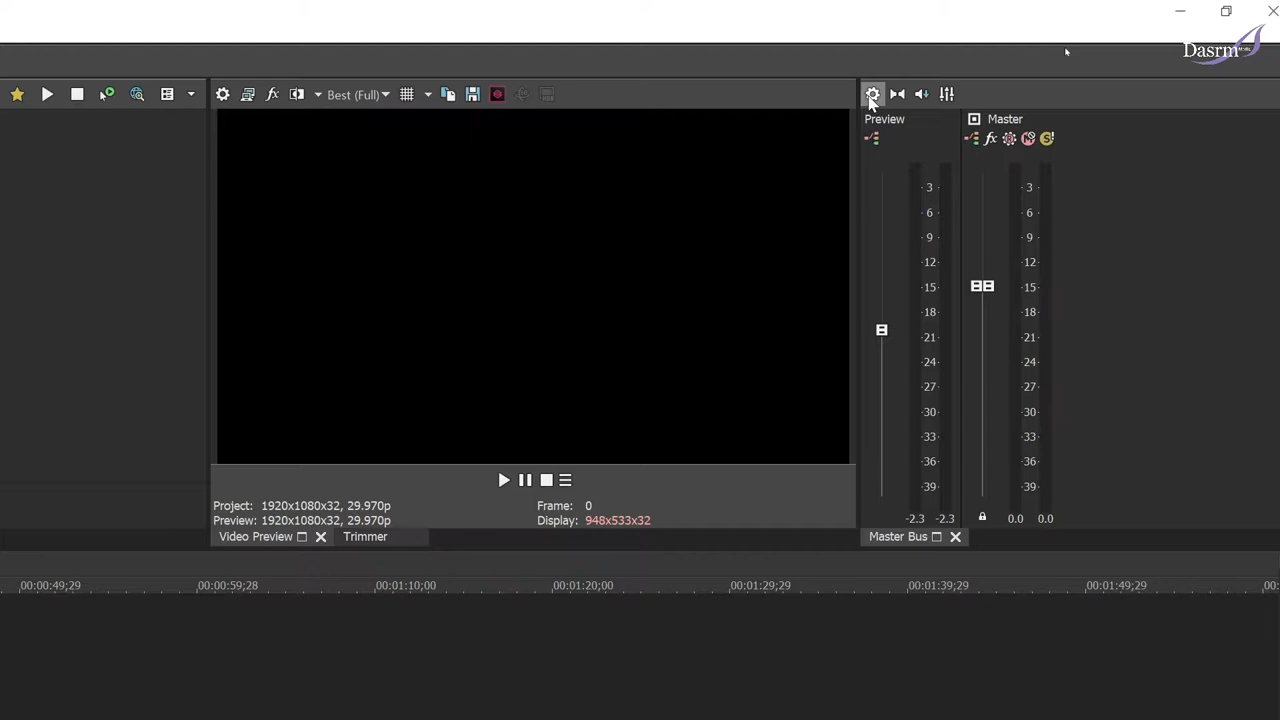 Dasrm
Best (Full)
Preview
Master
3 3
6 6
9 9
12 12
15 15
18 18
21 21
24 24
27 27
30 30
33 33
36 36
39 39
-2.3 -2.3 0.0 0.0
Project: 1920x1080x32, 29.970p Frame: 0
Preview: 1920x1080x32, 29.970p Display: 948x533x32
Video Preview Trimmer Master Bus
00:00:49;29 00:00:59;28 00:01:10;00 00:01:20;00 00:01:29;29 00:01:39;29 00:01:49;29 00: